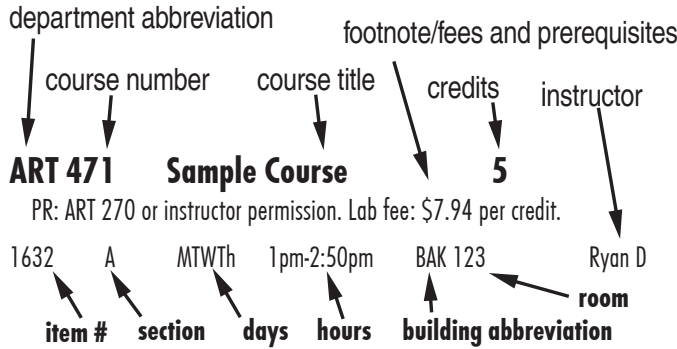 department abbreviation
footnote/fees and prerequisites
course number course title credits instructor
ART 471 Sample Course 5
PR: ART 270 or instructor permission. Lab fee: $7.94 per credit.
1632 A MTWTh 1pm-2:50pm BAK 123 Ryan D
room
item # section days hours building abbreviation